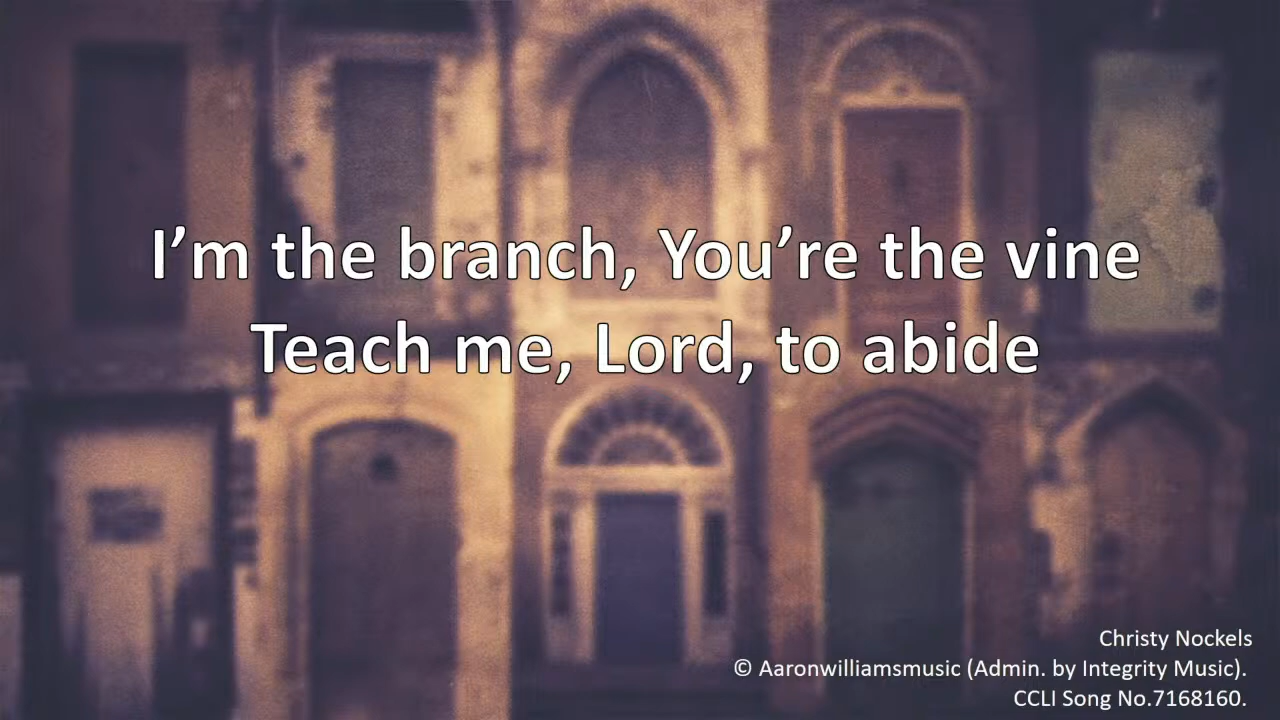 I’m the branch, You’re the vine
Teach me, Lord, to abide
Christy Nockels
© Aaronwilliamsmusic (Admin. by Integrity Music).
CCLI Song No.7168160.